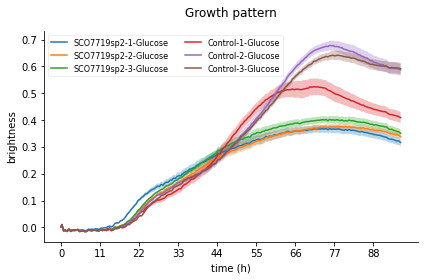 Growth pattern
SCO7719sp2-1-Glucose
SCO7719sp2-2-Glucose
SCO7719sp2-3-Glucose
Control-1-Glucose
Control-2-Glucose
Control-3-Glucose
brightness
0.7
0.6
0.5
0.4
0.3
0.2
0.1
0.0
0 11 22 33 44 55 66 77 88
time (h)